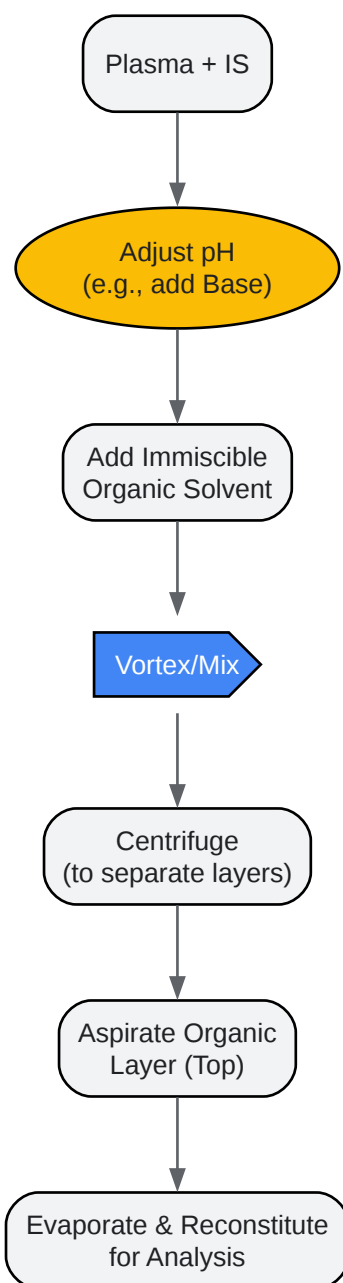 Plasma + IS
Adjust pH
(e.g., add Base)
Add Immiscible
Organic Solvent
Vortex/Mix
Centrifuge
(to separate layers)
Aspirate Organic
Layer (Top)
Evaporate & Reconstitute
for Analysis